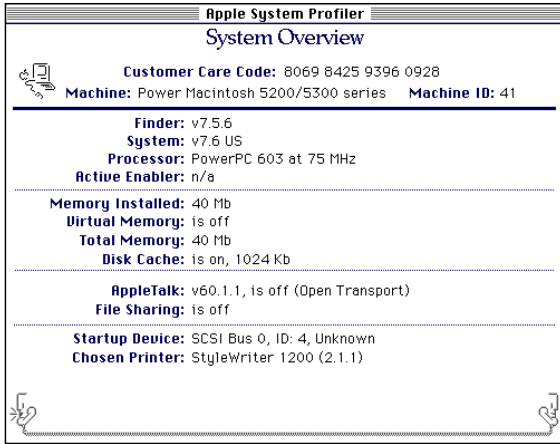 Apple System Profiler
System Overview
Customer Care Code: 8069 8425 9396 0928
Machine: Power Macintosh 5200/5300 series Machine ID: 41
Finder: v7.5.6
System: v7.6 US
Processor: PowerPC 603 at 75 MHz
Active Enabler: n/a
Memory Installed: 40 Mb
Virtual Memory: is off
Total Memory: 40 Mb
Disk Cache: is on, 1024 Kb
AppleTalk: v60.1.1, is off (Open Transport)
File Sharing: is off
Startup Device: SCSI Bus 0, ID: 4, Unknown
Chosen Printer: StyleWriter 1200 (2.1.1)